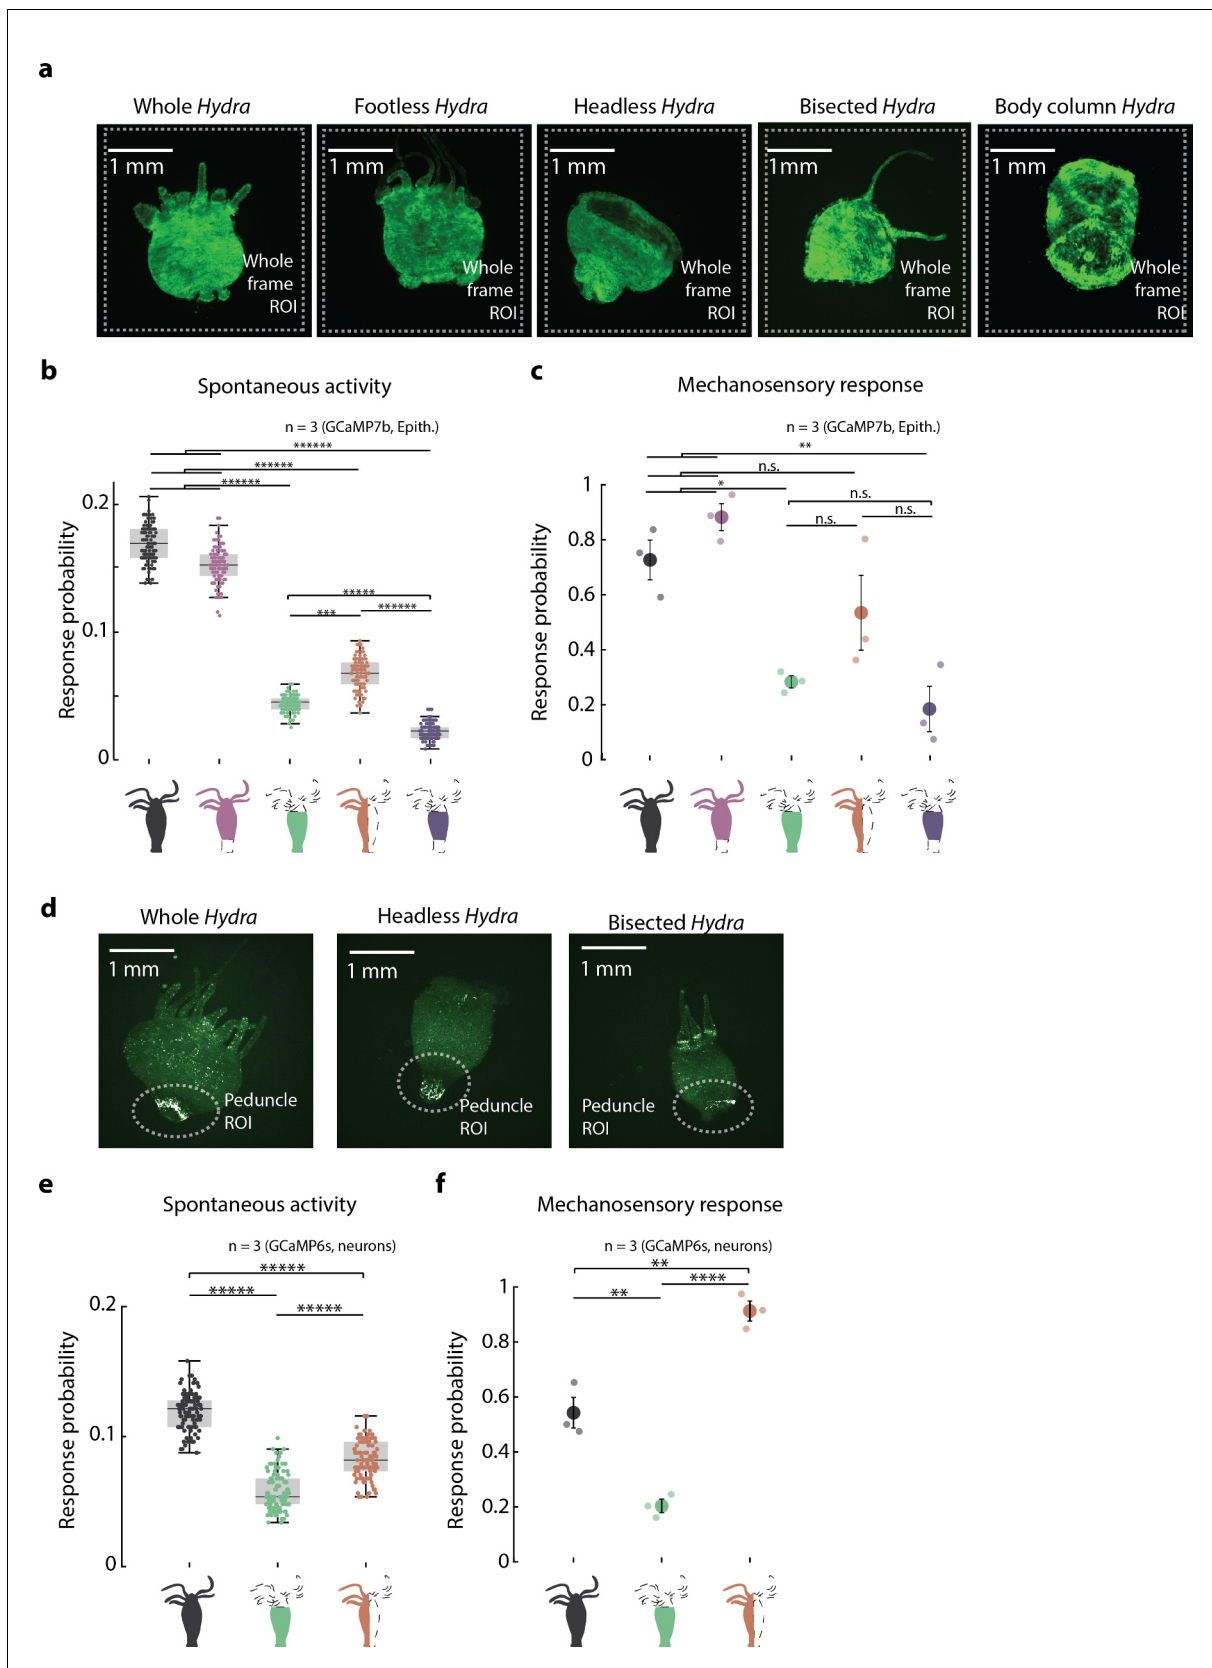 a
Whole Hydra
Footless Hydra
Headless Hydra
Bisected Hydra
Body column Hydra
1 mm
1 mm
1 mm
1mm
1 mm
Whole
frame
ROI
Whole
frame
ROI
Whole
frame
ROI
Whole
frame
ROI
Whole
frame
ROI
b
Spontaneous activity
n = 3 (GCaMP7b, Epith.)
******
******
******
*****
***
******
Response probability
0.2
0.1
0
c
Mechanosensory response
n = 3 (GCaMP7b, Epith.)
**
n.s.
*
n.s.
n.s.
n.s.
Response probability
1
0.8
0.6
0.4
0.2
0
d
Whole Hydra
Headless Hydra
Bisected Hydra
1 mm
1 mm
1 mm
Peduncle
ROI
Peduncle
ROI
Peduncle
ROI
e
Spontaneous activity
n = 3 (GCaMP6s, neurons)
*****
*****
*****
Response probability
0.2
0.1
0
f
Mechanosensory response
n = 3 (GCaMP6s, neurons)
**
****
**
Response probability
1
0.8
0.6
0.4
0.2
0